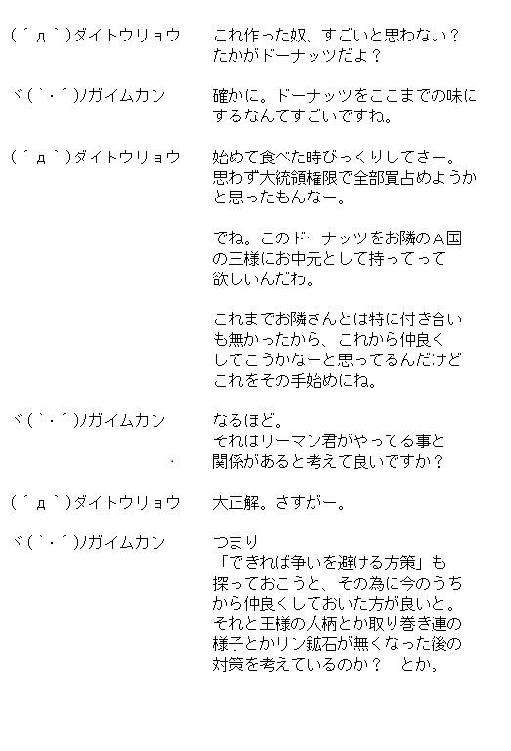 (´д｀)ダイトウリョウ　これ作った奴、すごいと思わない？
たかがドーナッツだよ？
ヾ(｀・´)ﾉガイムカン　確かに。ドーナッツをここまでの味に
するなんてすごいですね。
(´д｀)ダイトウリョウ　始めて食べた時びっくりしてさー。
思わず大統領権限で全部買占めようか
と思ったもんなー。
でね。このドーナッツをお隣のＡ国
の三様にお中元として持ってって
欲しいんだわ。
これまでお隣さんとは特に付き合い
も無かったから、これから仲良く
してこうかなーと思ってるんだけど
これをその手始めにね。
ヾ(｀・´)ﾉガイムカン　なるほど。
それはリーマン君がやってる事と
関係があると考えて良いですか？
(´д｀)ダイトウリョウ　大正解。さすがー。
ヾ(｀・´)ﾉガイムカン　つまり
「できれば争いを避ける方策」も
探っておこうと、その為に今のうち
から仲良くしておいた方が良いと。
それと王様の人柄とか取り巻き連の
様子とかリン鉱石が無くなった後の
対策を考えているのか？　とか。